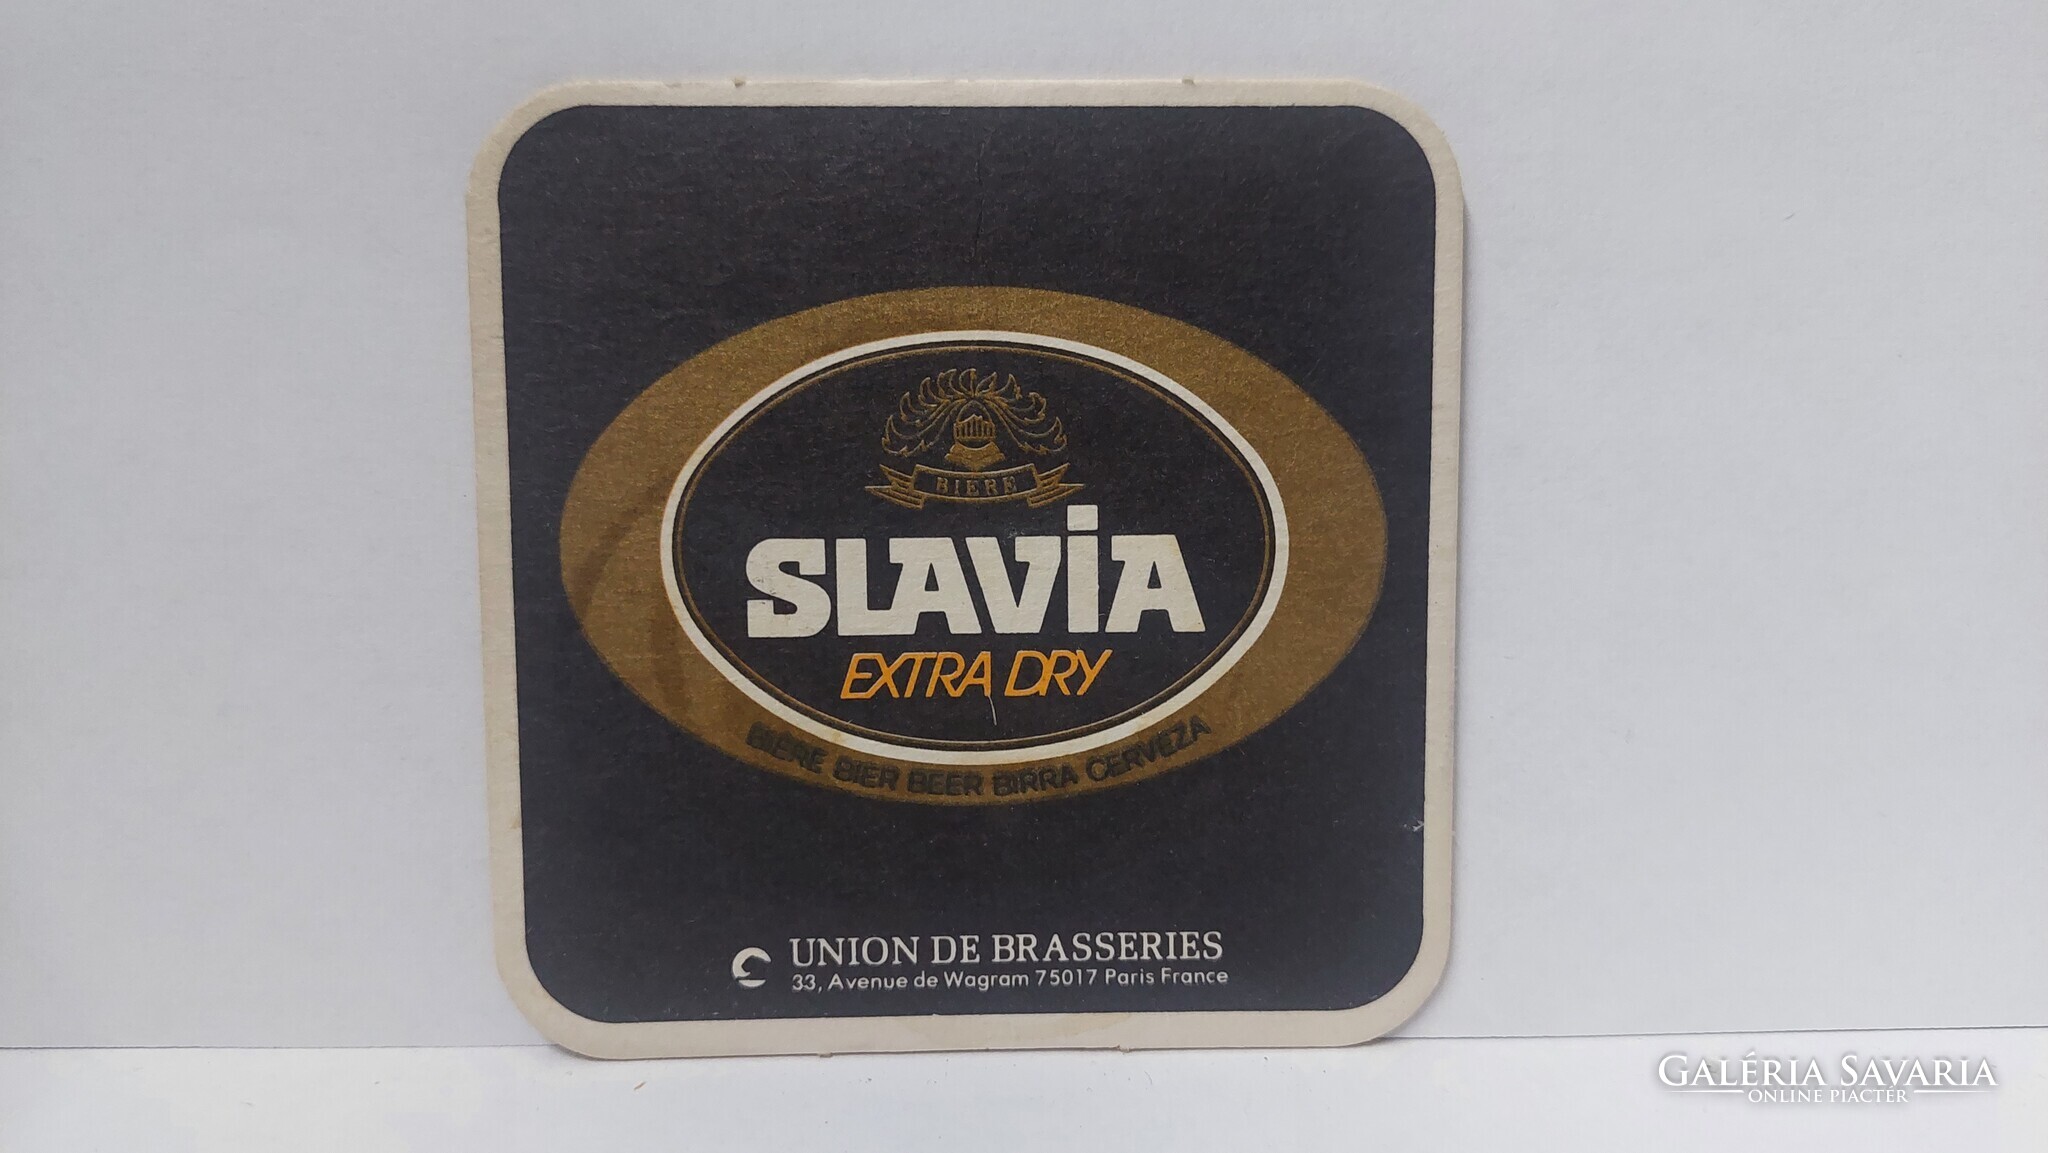 BIERE
SLAVİA
EXTRA DRY
BIERE BIER BEER BIRRA CERVEZA
UNION DE BRASSERIES
33, Avenue de Wagram 75017 Paris France
GALÉRIA SAVARIA
ONLINE PIACTÉR